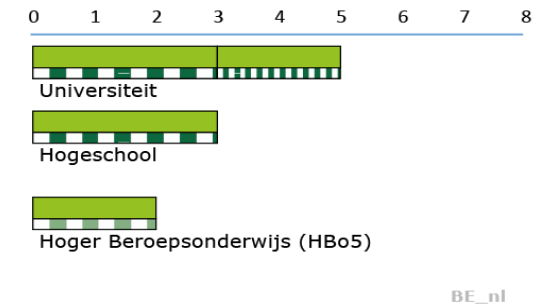 0 1 2 3 4 5 6 7 8
Universiteit
Hogeschool
Hoger Beroepsonderwijs (HBo5)
BE_nl